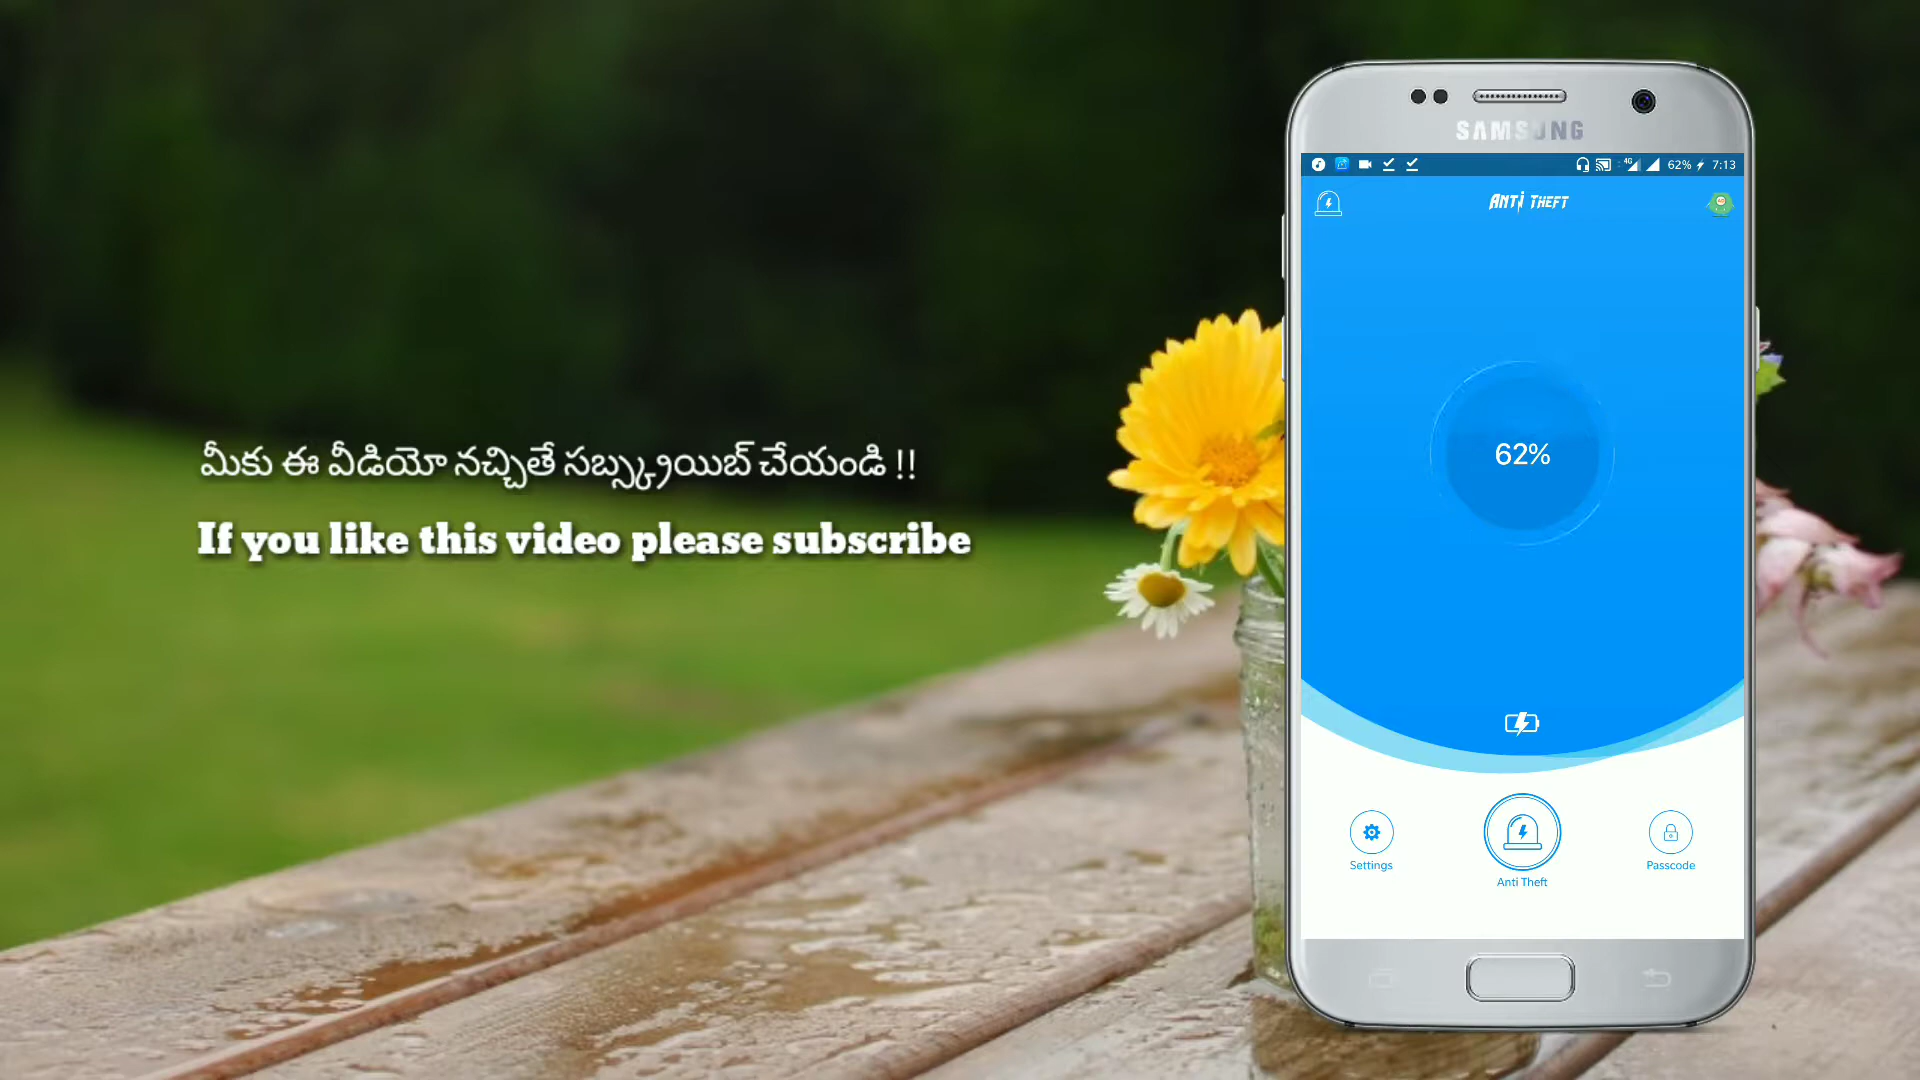 మీకు ఈ వీడియో నచ్చితే సబ్స్క్రయిబ్ చేయండి !!
If you like this video please subscribe
SAMSUNG
4G 62% 7:13
ANTI THEFT
62%
Settings
Anti Theft
Passcode